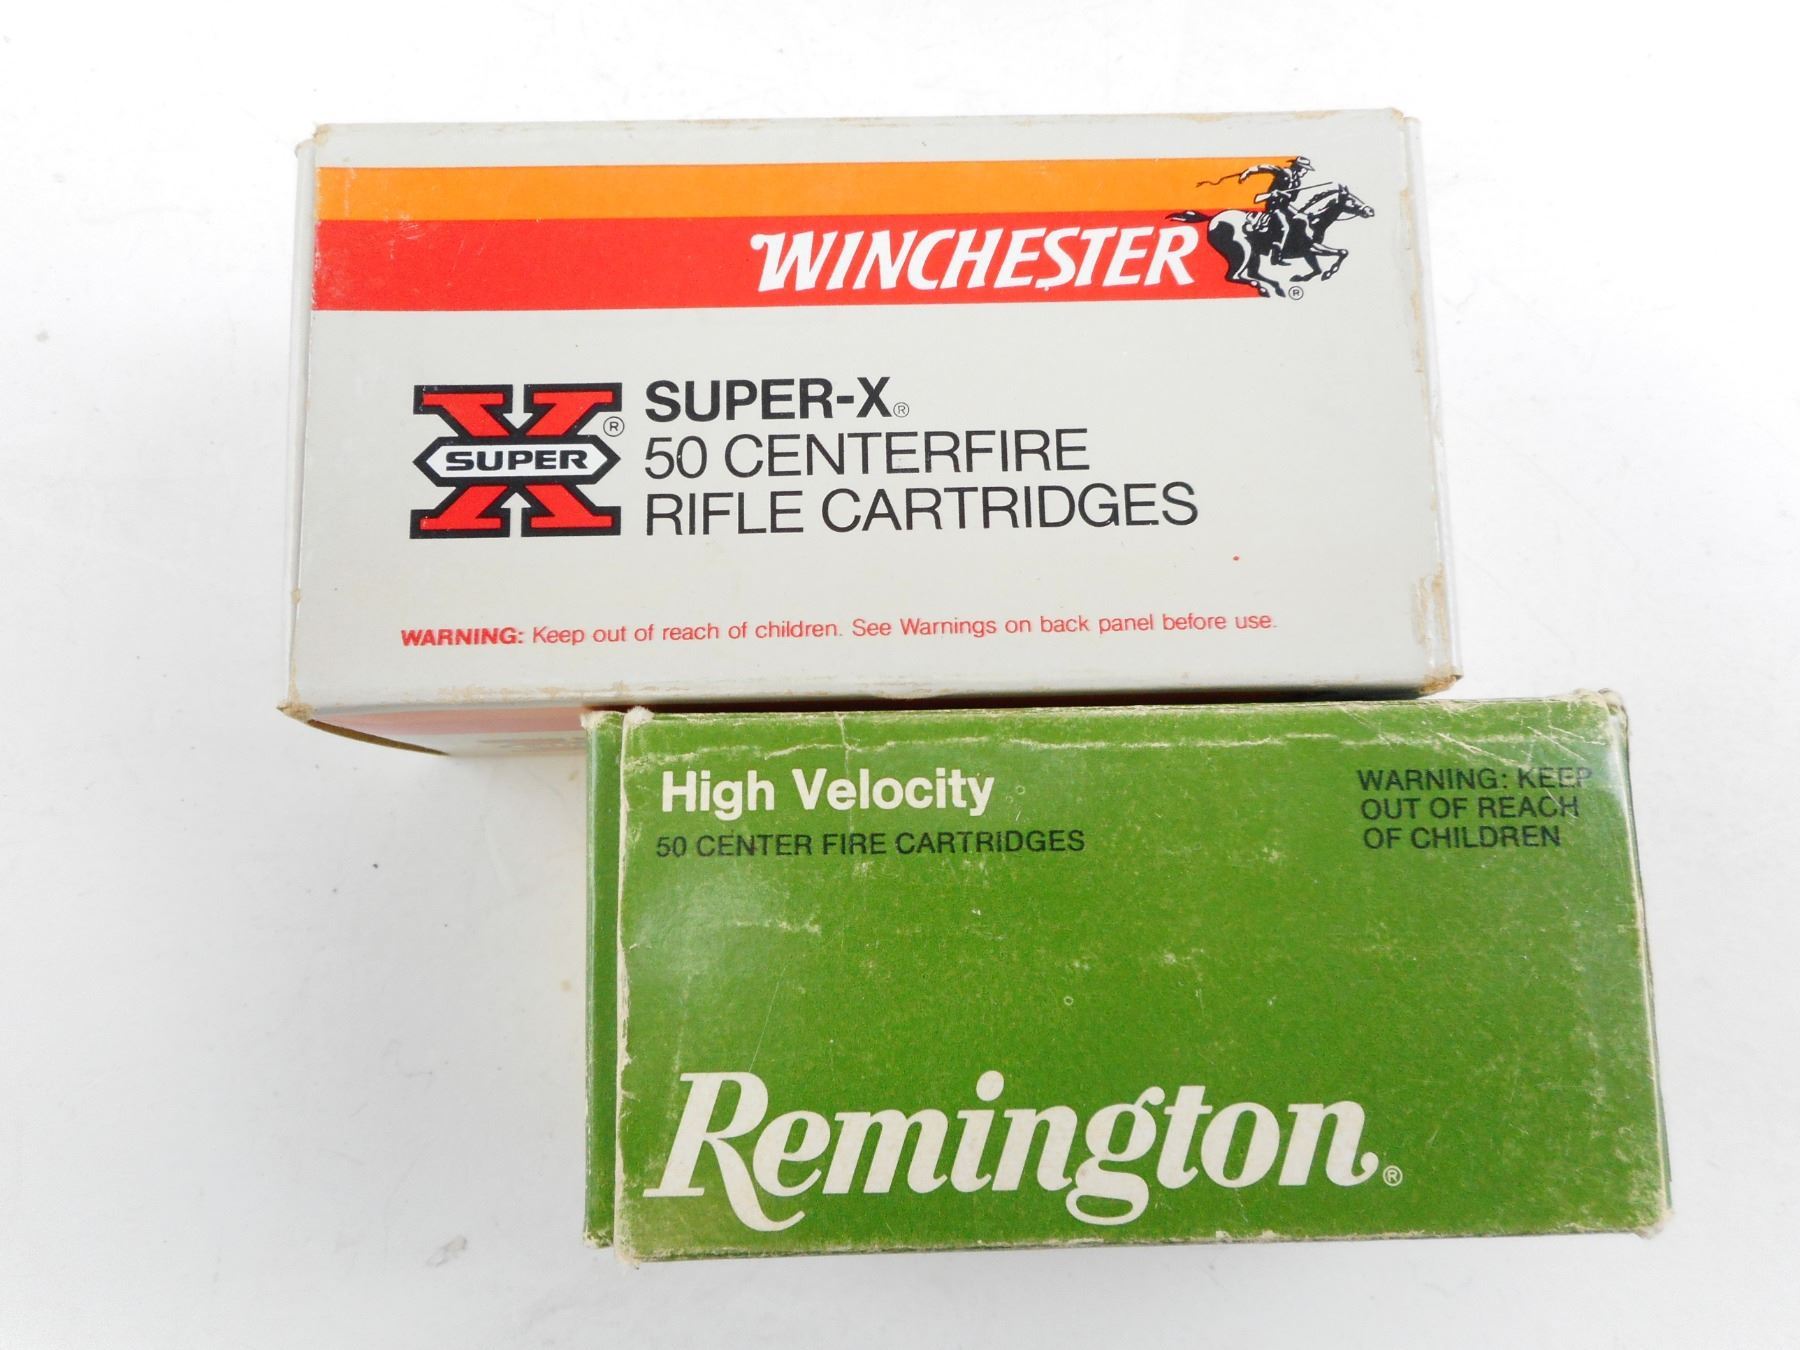 WINCHESTER
®
SUPER
®
SUPER-X®
50 CENTERFIRE
RIFLE CARTRIDGES
WARNING: Keep out of reach of children. See Warnings on back panel before use.
High Velocity
50 CENTER FIRE CARTRIDGES
WARNING: KEEP
OUT OF REACH
OF CHILDREN
Remington®